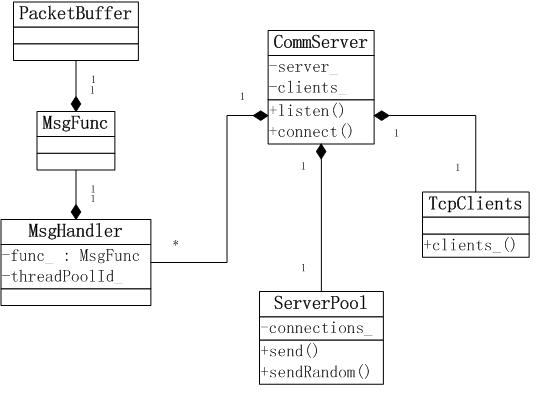 PacketBuffer
1
1
MsgFunc
1
1
MsgHandler
-func_ : MsgFunc
-threadPoolId_
*
1
CommServer
-server_
-clients_
+listen()
+connect()
1
1
1
1
TcpClients
+clients_()
ServerPool
-connections_
+send()
+sendRandom()